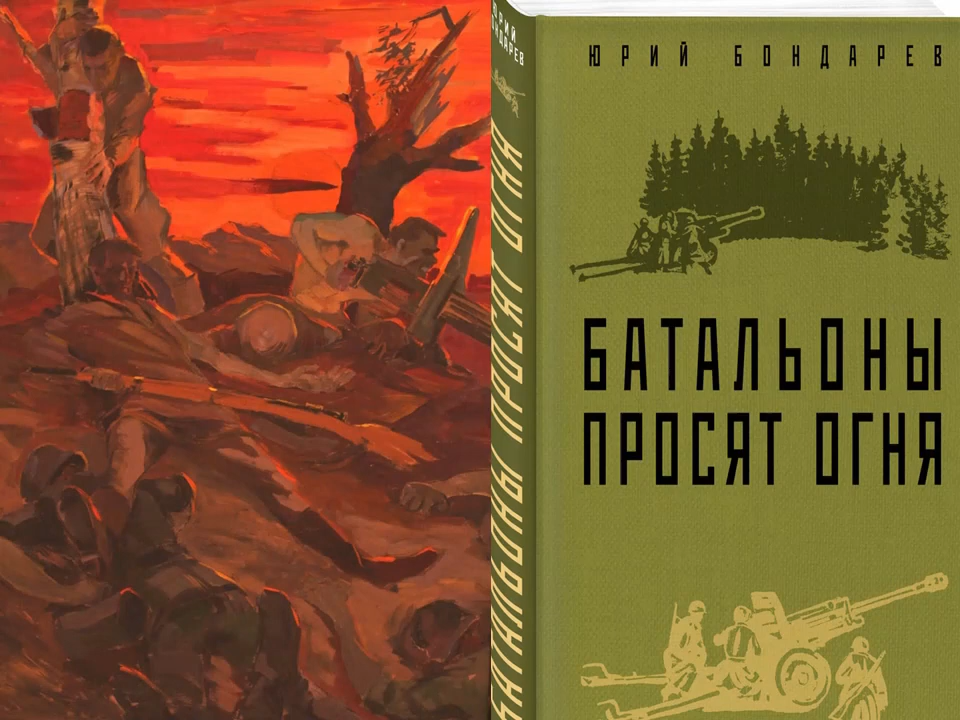 ЮРИЙ
БОНДАРЕВ
БАТАЛЬОНЫ ПРОСЯТ ОГНЯ
ЮРИЙ БОНДАРЕВ
БАТАЛЬОНЫ
ПРОСЯТ ОГНЯ